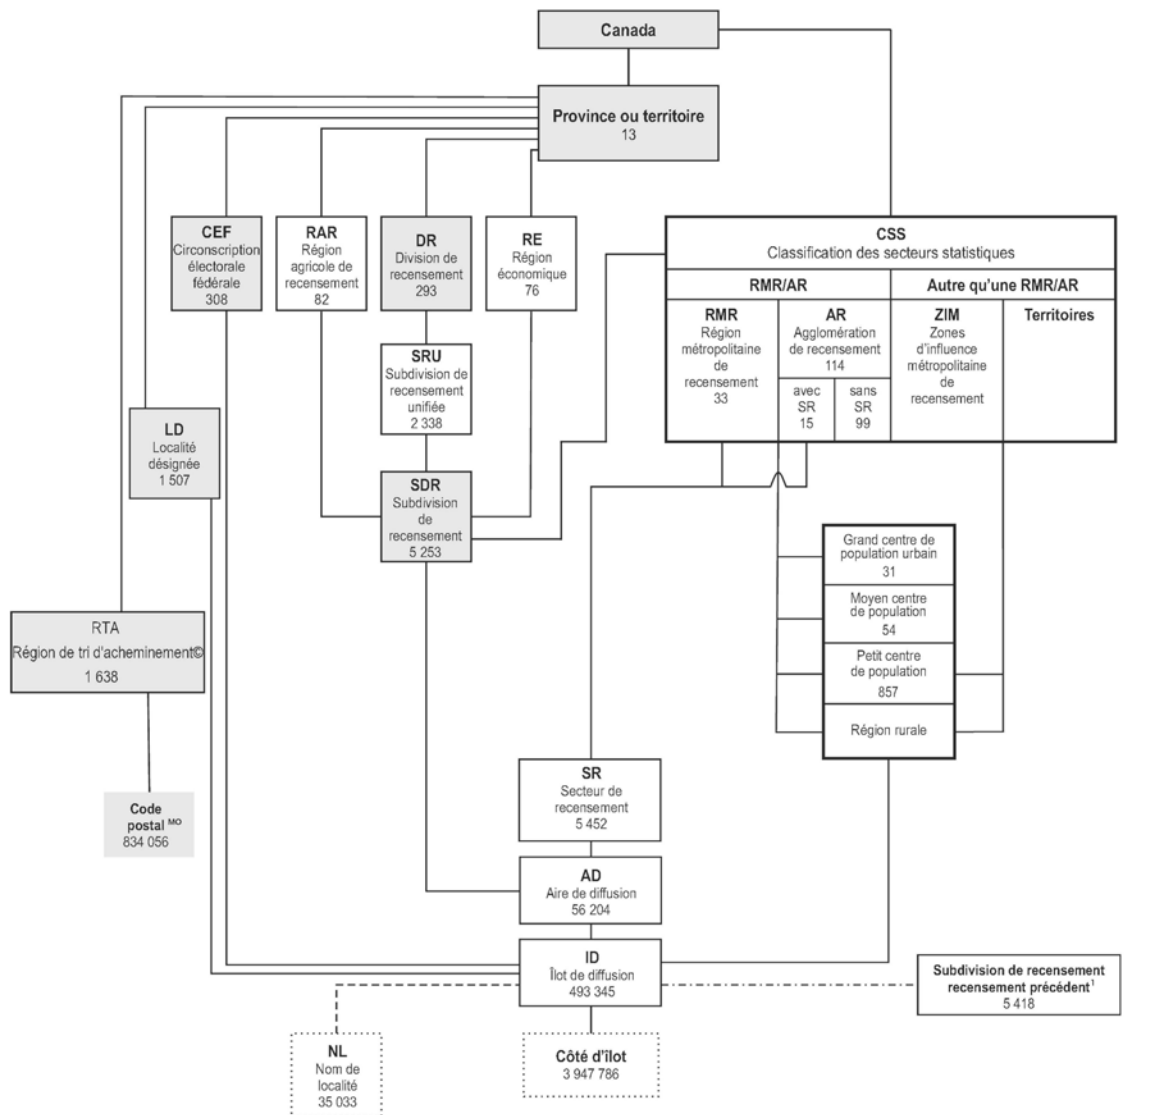 Canada
Province ou territoire
13
CEF
Circonscription
électorale
fédérale
308
RAR
Région
agricole de
recensement
82
DR
Division de
recensement
293
RE
Région
économique
76
CSS
Classification des secteurs statistiques
RMR/AR
Autre qu'une RMR/AR
RMR
Région
métropolitaine
de
recensement
33
AR
Agglomération
de recensement
114
avec
SR
15
sans
SR
99
ZIM
Zones
d'influence
métropolitaine
de
recensement
Territoires
SRU
Subdivision de
recensement
unifiée
2 338
LD
Localité
désignée
1 507
SDR
Subdivision
de
recensement
5 253
Grand centre de
population urbain
31
Moyen centre
de population
54
Petit centre
de population
857
Région rurale
RTA
Région de tri d'acheminement©
1 638
Code
postal MO
834 056
SR
Secteur de
recensement
5 452
AD
Aire de diffusion
56 204
ID
Îlot de diffusion
493 345
Subdivision de recensement
recensement précédent1
5 418
NL
Nom de
localité
35 033
Côté d'îlot
3 947 786